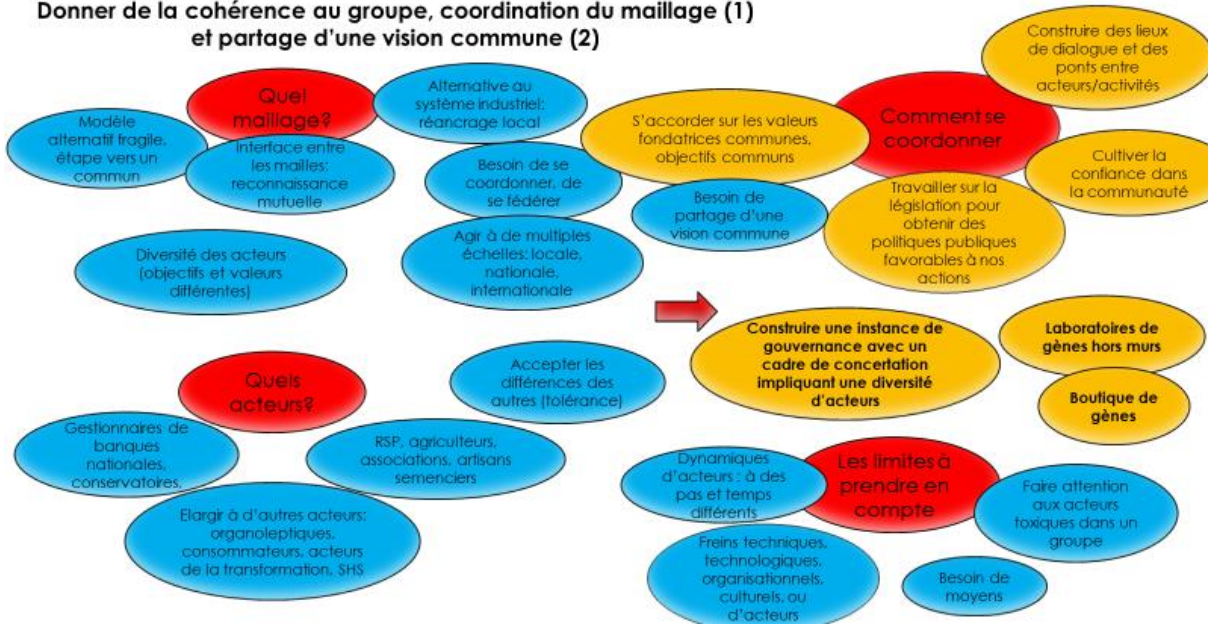 Donner de la cohérence au groupe, coordination du maillage (1)
et partage d'une vision commune (2)
Quel
maillage?
Modèle
alternatif fragile,
étape vers un
commun
Interface entre
les mailles:
reconnaissance
mutuelle
Alternative au
système industriel:
réancrage local
Besoin de se
coordonner, de
se fédérer
Diversité des acteurs
(objectifs et valeurs
différentes)
Agir à de multiples
échelles: locale,
nationale,
internationale
Comment se
coordonner
Construire des lieux
de dialogue et des
ponts entre
acteurs/activités
S'accorder sur les valeurs
fondatrices communes,
objectifs communs
Cultiver la
confiance dans
la communauté
Besoin de
partage d'une
vision commune
Travailler sur la
législation pour
obtenir des
politiques publiques
favorables à nos
actions
Construire une instance de
gouvernance avec un
cadre de concertation
impliquant une diversité
d'acteurs
Laboratoires de
gènes hors murs
Boutique de
gènes
Quels
acteurs?
Accepter les
différences des
autres (tolérance)
Gestionnaires de
banques
nationales,
conservatoires,
RSP, agriculteurs,
associations, artisans
semenciers
Elargir à d'autres acteurs:
organoleptiques,
consommateurs, acteurs
de la transformation, SHS
Les limites à
prendre en
compte
Dynamiques
d'acteurs : à des
pas et temps
différents
Faire attention
aux acteurs
toxiques dans un
groupe
Freins techniques,
technologiques,
organisationnels,
culturels, ou
d'acteurs
Besoin de
moyens